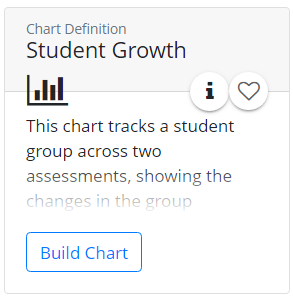 Chart Definition
Student Growth
i
This chart tracks a student
group across two
assessments, showing the
changes in the group
Build Chart